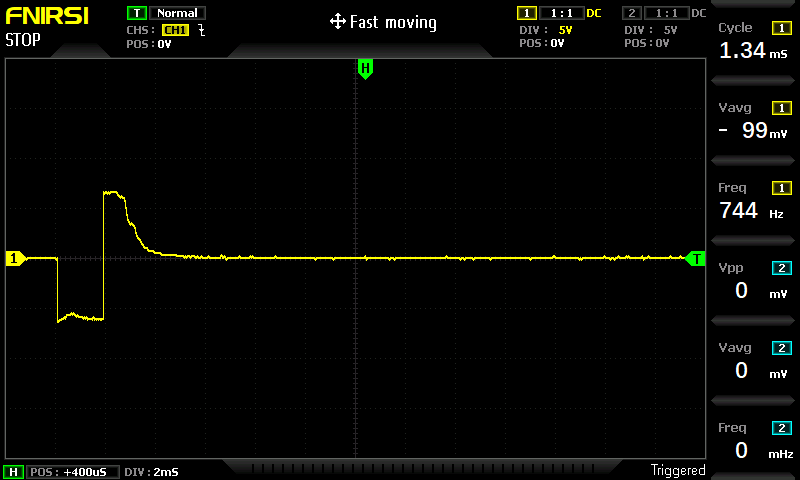 FNIRSI
STOP
T Normal
CHS: CH1
POS: 0V
Fast moving
1 1:1 DC
DIV: 5V
POS: 0V
2 1:1 DC
DIV: 5V
POS: 0V
H
1
T
Cycle 1
1.34 mS
Vavg 1
- 99 mV
Freq 1
744 Hz
Vpp 2
0 mV
Vavg 2
0 mV
Freq 2
0 mHz
H POS: +400uS DIV: 2mS
Triggered